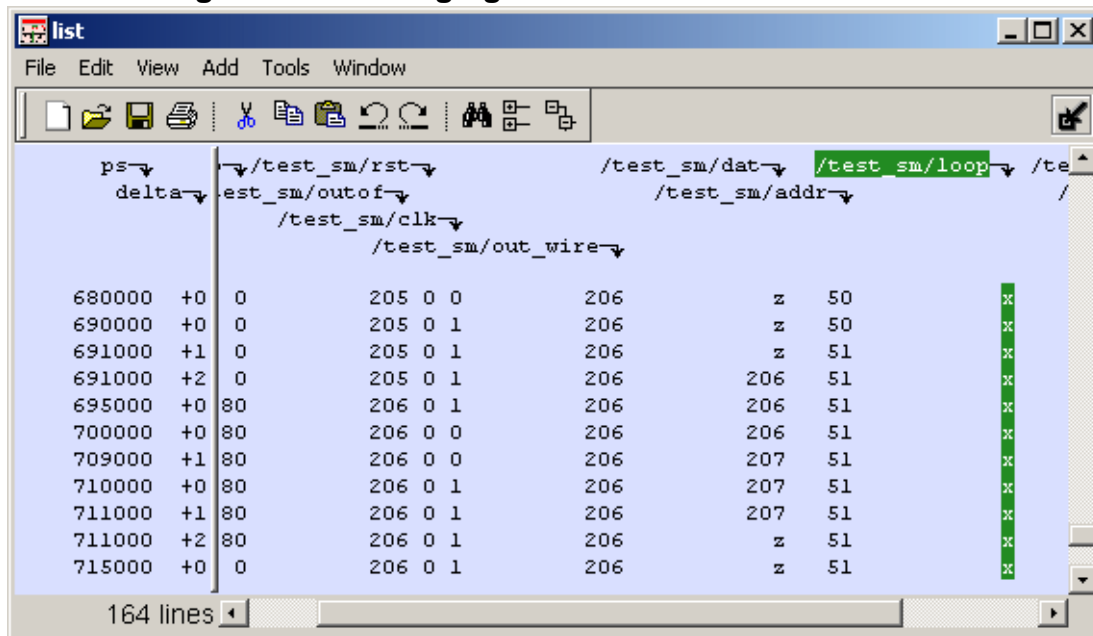 list
File Edit View Add Tools Window
ps /test_sm/rst /test_sm/dat /test_sm/loop /te
delta est_sm/outof /test_sm/addr /
/test_sm/clk
/test_sm/out_wire
680000 +0 0 205 0 0 206 z 50 x
690000 +0 0 205 0 1 206 z 50 x
691000 +1 0 205 0 1 206 z 51 x
691000 +2 0 205 0 1 206 206 51 x
695000 +0 80 206 0 1 206 206 51 x
700000 +0 80 206 0 0 206 206 51 x
709000 +1 80 206 0 0 206 207 51 x
710000 +0 80 206 0 1 206 207 51 x
711000 +1 80 206 0 1 206 207 51 x
711000 +2 80 206 0 1 206 z 51 x
715000 +0 0 206 0 1 206 z 51 x
164 lines